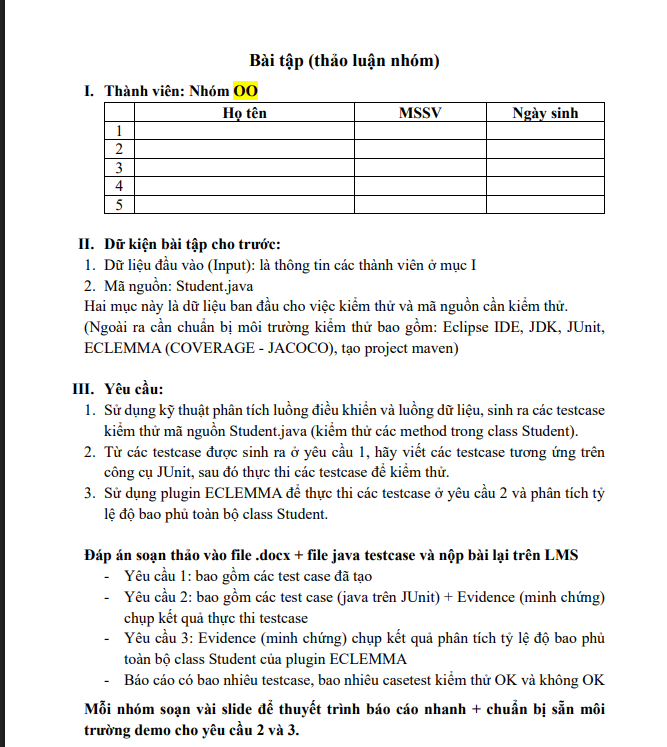 Bài tập (thảo luận nhóm)
I. Thành viên: Nhóm OO
Họ tên MSSV Ngày sinh
1
2
3
4
5
II. Dữ kiện bài tập cho trước:
1. Dữ liệu đầu vào (Input): là thông tin các thành viên ở mục I
2. Mã nguồn: Student.java
Hai mục này là dữ liệu ban đầu cho việc kiểm thử và mã nguồn cần kiểm thử.
(Ngoài ra cần chuẩn bị môi trường kiểm thử bao gồm: Eclipse IDE, JDK, JUnit,
ECLEMMA (COVERAGE - JACOCO), tạo project maven)
III. Yêu cầu:
1. Sử dụng kỹ thuật phân tích luồng điều khiển và luồng dữ liệu, sinh ra các testcase
kiểm thử mã nguồn Student.java (kiểm thử các method trong class Student).
2. Từ các testcase được sinh ra ở yêu cầu 1, hãy viết các testcase tương ứng trên
công cụ JUnit, sau đó thực thi các testcase để kiểm thử.
3. Sử dụng plugin ECLEMMA để thực thi các testcase ở yêu cầu 2 và phân tích tỷ
lệ độ bao phủ toàn bộ class Student.
Đáp án soạn thảo vào file .docx + file java testcase và nộp bài lại trên LMS
- Yêu cầu 1: bao gồm các test case đã tạo
- Yêu cầu 2: bao gồm các test case (java trên JUnit) + Evidence (minh chứng)
chụp kết quả thực thi testcase
- Yêu cầu 3: Evidence (minh chứng) chụp kết quả phân tích tỷ lệ độ bao phủ
toàn bộ class Student của plugin ECLEMMA
- Báo cáo có bao nhiêu testcase, bao nhiêu casetest kiểm thử OK và không OK
Mỗi nhóm soạn vài slide để thuyết trình báo cáo nhanh + chuẩn bị sẵn môi
trường demo cho yêu cầu 2 và 3.